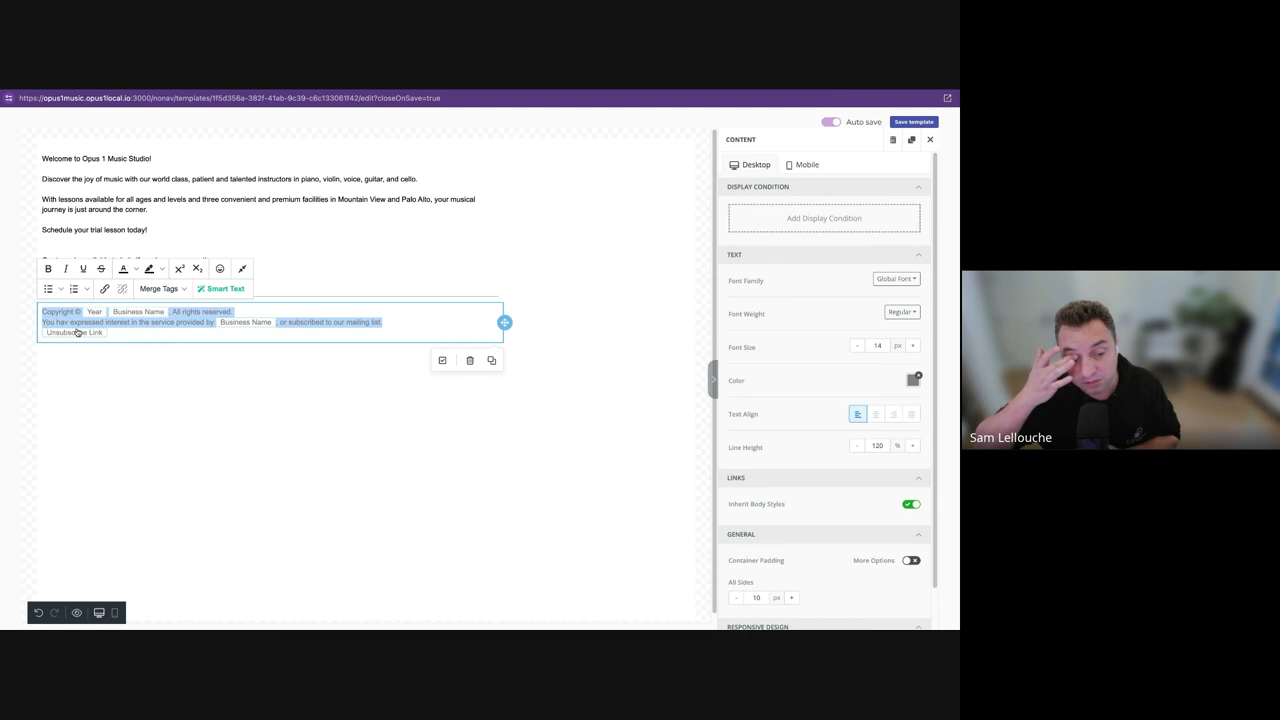 https://opus1music.opus1local.io:3000/nonav/templates/1f5d356a-382f-41ab-9c39-c6c133061f42/edit?closeOnSave=true
Auto save
Save template
Welcome to Opus 1 Music Studio!
Discover the joy of music with our world class, patient and talented instructors in piano, violin, voice, guitar, and cello.
With lessons available for all ages and levels and three convenient and premium facilities in Mountain View and Palo Alto, your musical
journey is just around the corner.
Schedule your trial lesson today!
B I U S A X² X₂
Merge Tags
Smart Text
Copyright © Year Business Name . All rights reserved.
You hav expressed interest in the service provided by Business Name , or subscribed to our mailing list.
Unsubscribe Link
CONTENT
Desktop
Mobile
DISPLAY CONDITION
Add Display Condition
TEXT
Font Family
Global Font
Font Weight
Regular
Font Size
- 14 px +
Color
Text Align
Line Height
- 120 % +
LINKS
Inherit Body Styles
GENERAL
Container Padding
More Options
All Sides
- 10 px +
RESPONSIVE DESIGN
Sam Lellouche